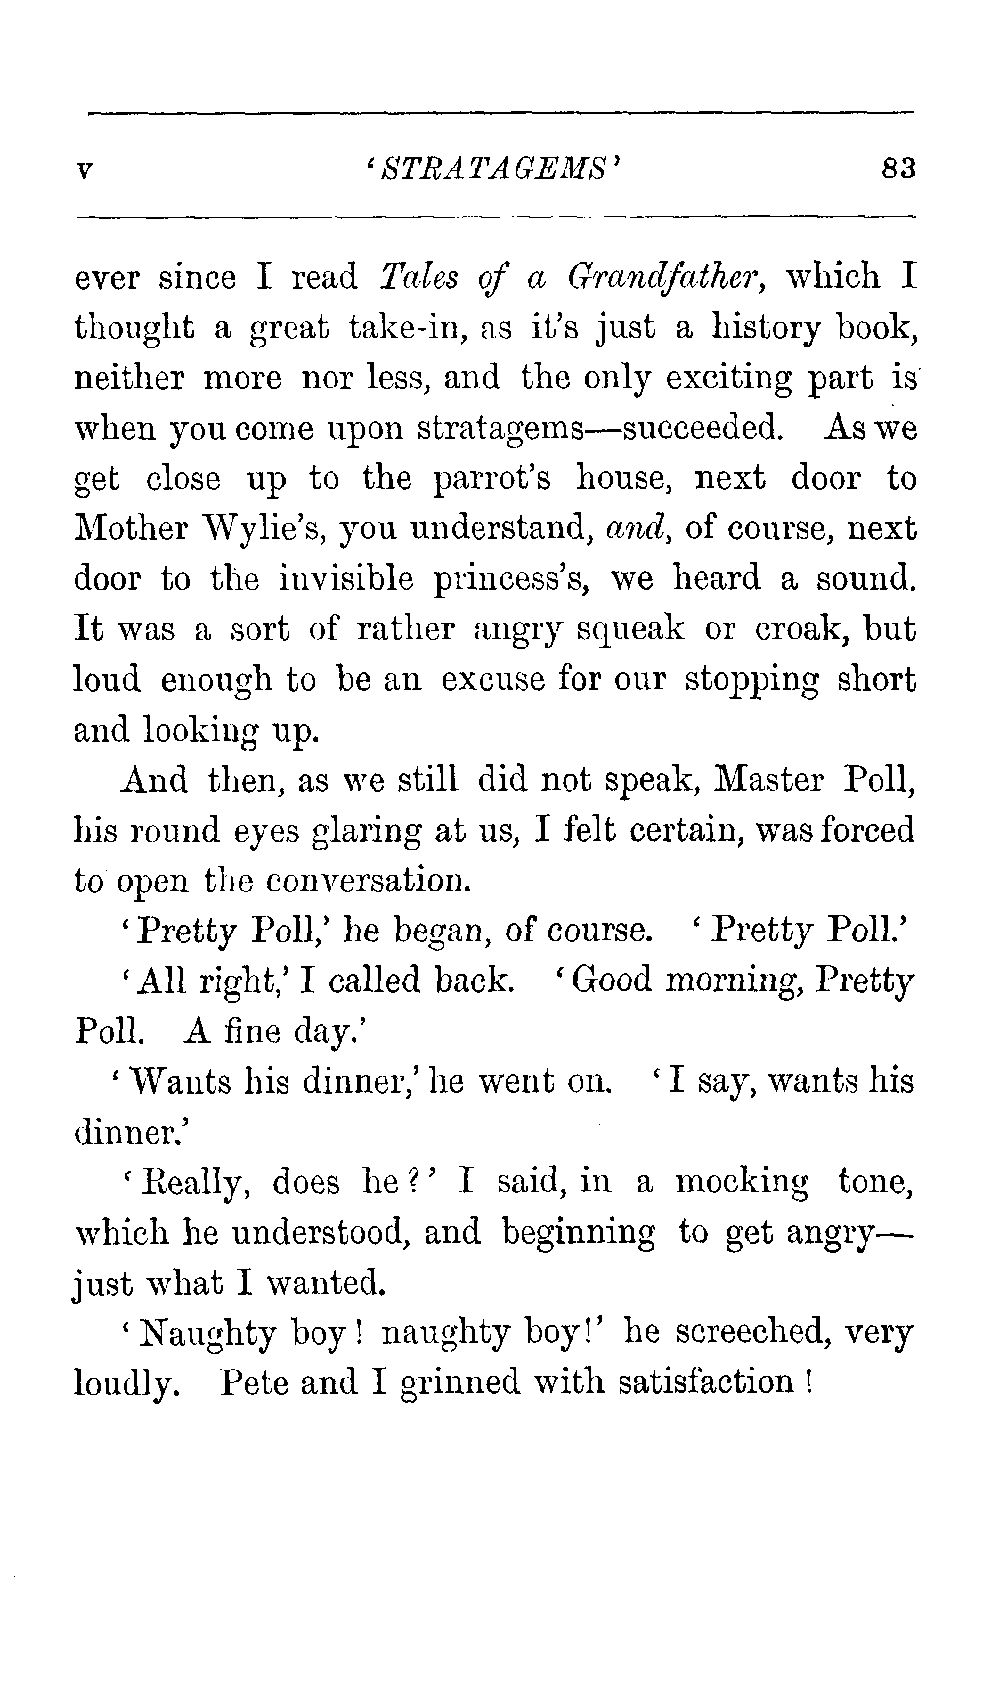 v 'STRATAGEMS' 83
ever since I read Tales of a Grandfather, which I
thought a great take-in, as it's just a history book,
neither more nor less, and the only exciting part is
when you come upon stratagems—succeeded. As we
get close up to the parrot's house, next door to
Mother Wylie's, you understand, and, of course, next
door to the invisible princess's, we heard a sound.
It was a sort of rather angry squeak or croak, but
loud enough to be an excuse for our stopping short
and looking up.
And then, as we still did not speak, Master Poll,
his round eyes glaring at us, I felt certain, was forced
to open the conversation.
'Pretty Poll,' he began, of course. 'Pretty Poll.'
'All right,' I called back. 'Good morning, Pretty
Poll. A fine day.'
'Wants his dinner,' he went on. 'I say, wants his
dinner.'
'Really, does he?' I said, in a mocking tone,
which he understood, and beginning to get angry—
just what I wanted.
'Naughty boy! naughty boy!' he screeched, very
loudly. Pete and I grinned with satisfaction!